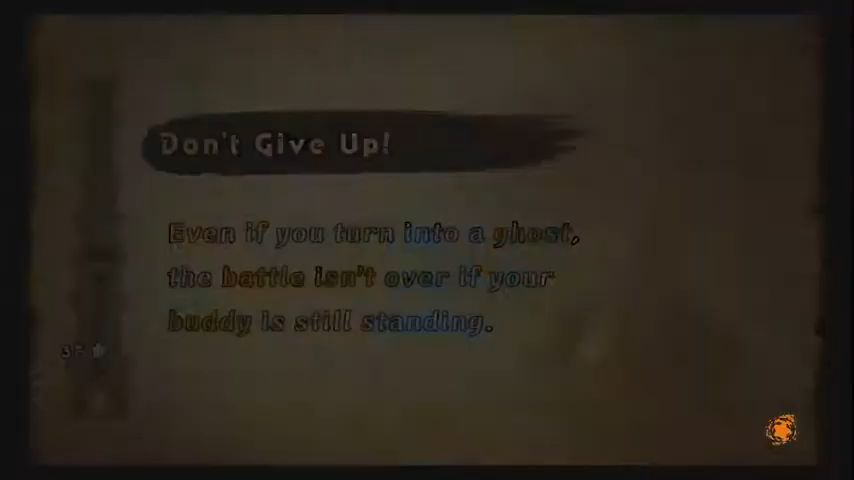 Don't Give Up!
Even if you turn into a ghost,
the battle isn't over if your
buddy is still standing.